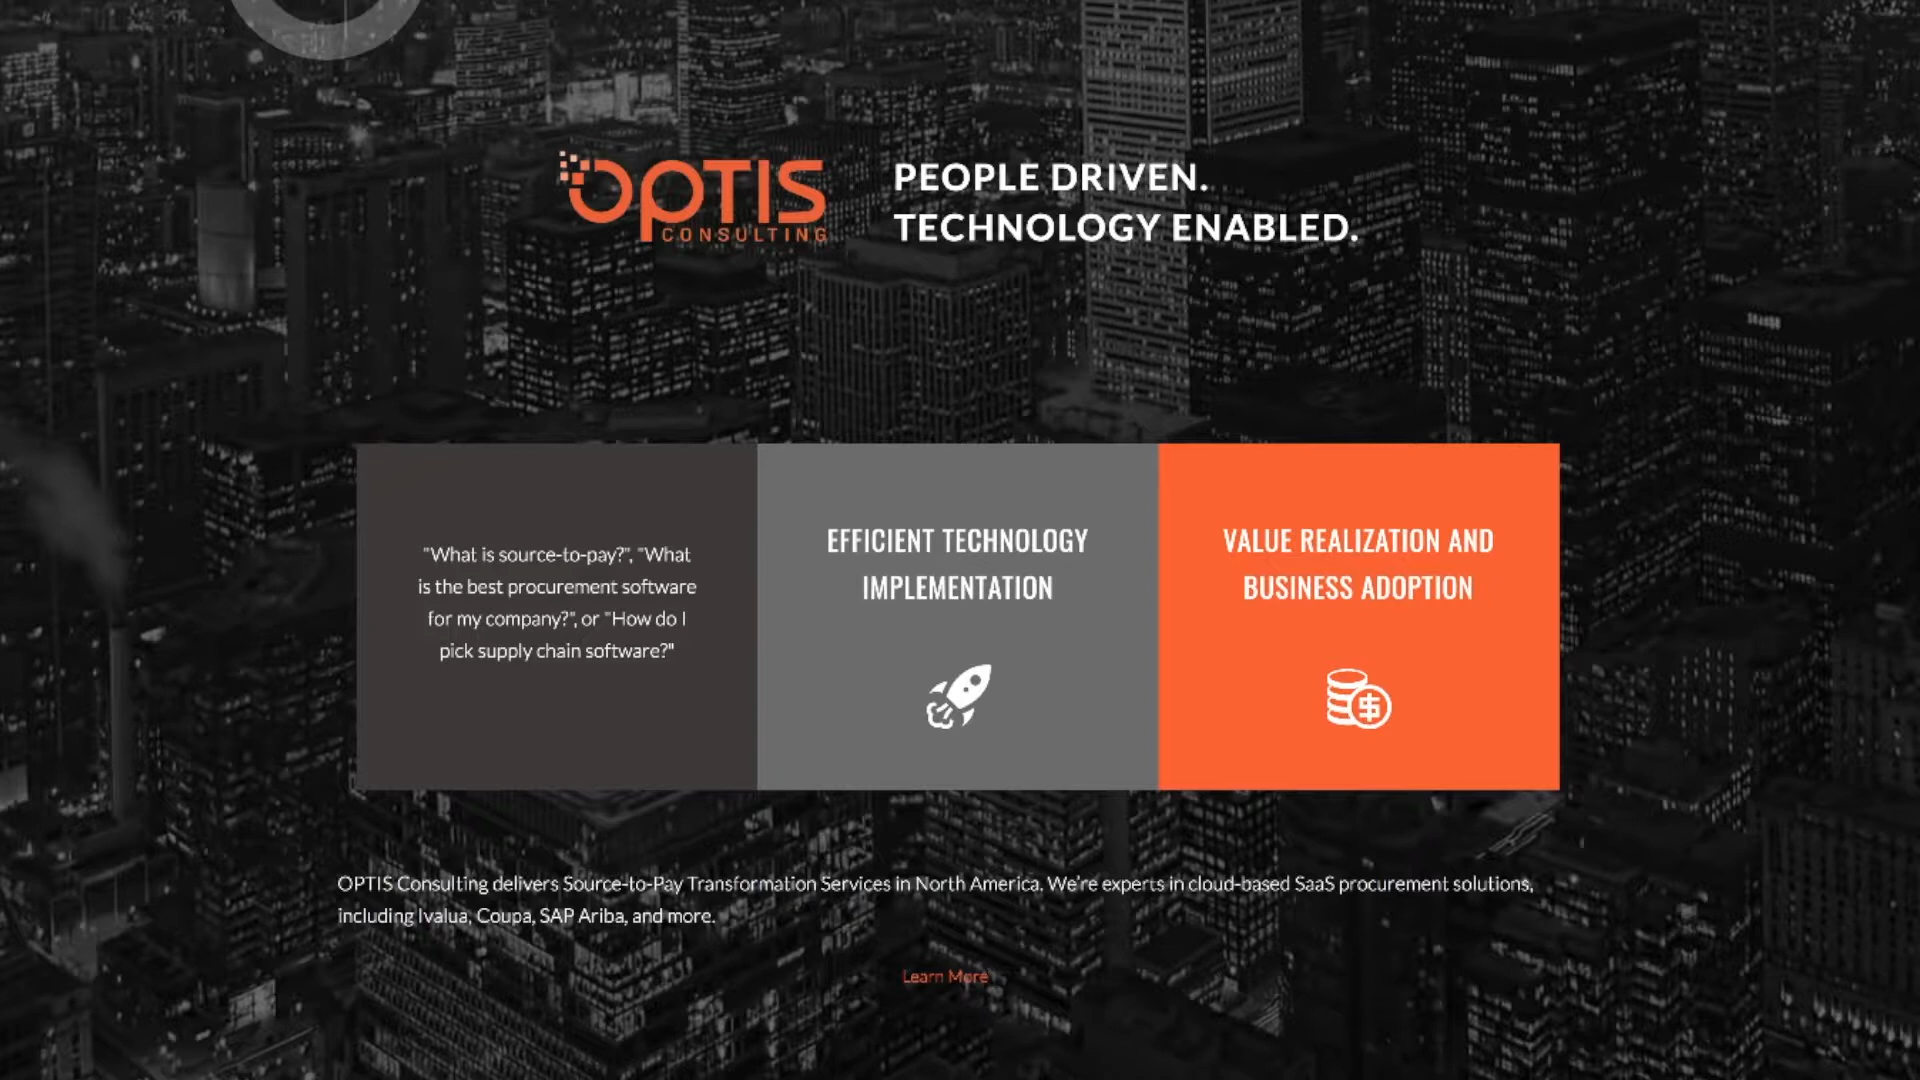 OPTIS
CONSULTING
PEOPLE DRIVEN.
TECHNOLOGY ENABLED.
"What is source-to-pay?", "What
is the best procurement software
for my company?", or "How do I
pick supply chain software?"
EFFICIENT TECHNOLOGY
IMPLEMENTATION
VALUE REALIZATION AND
BUSINESS ADOPTION
OPTIS Consulting delivers Source-to-Pay Transformation Services in North America. We're experts in cloud-based SaaS procurement solutions,
including Ivalua, Coupa, SAP Ariba, and more.
Learn More